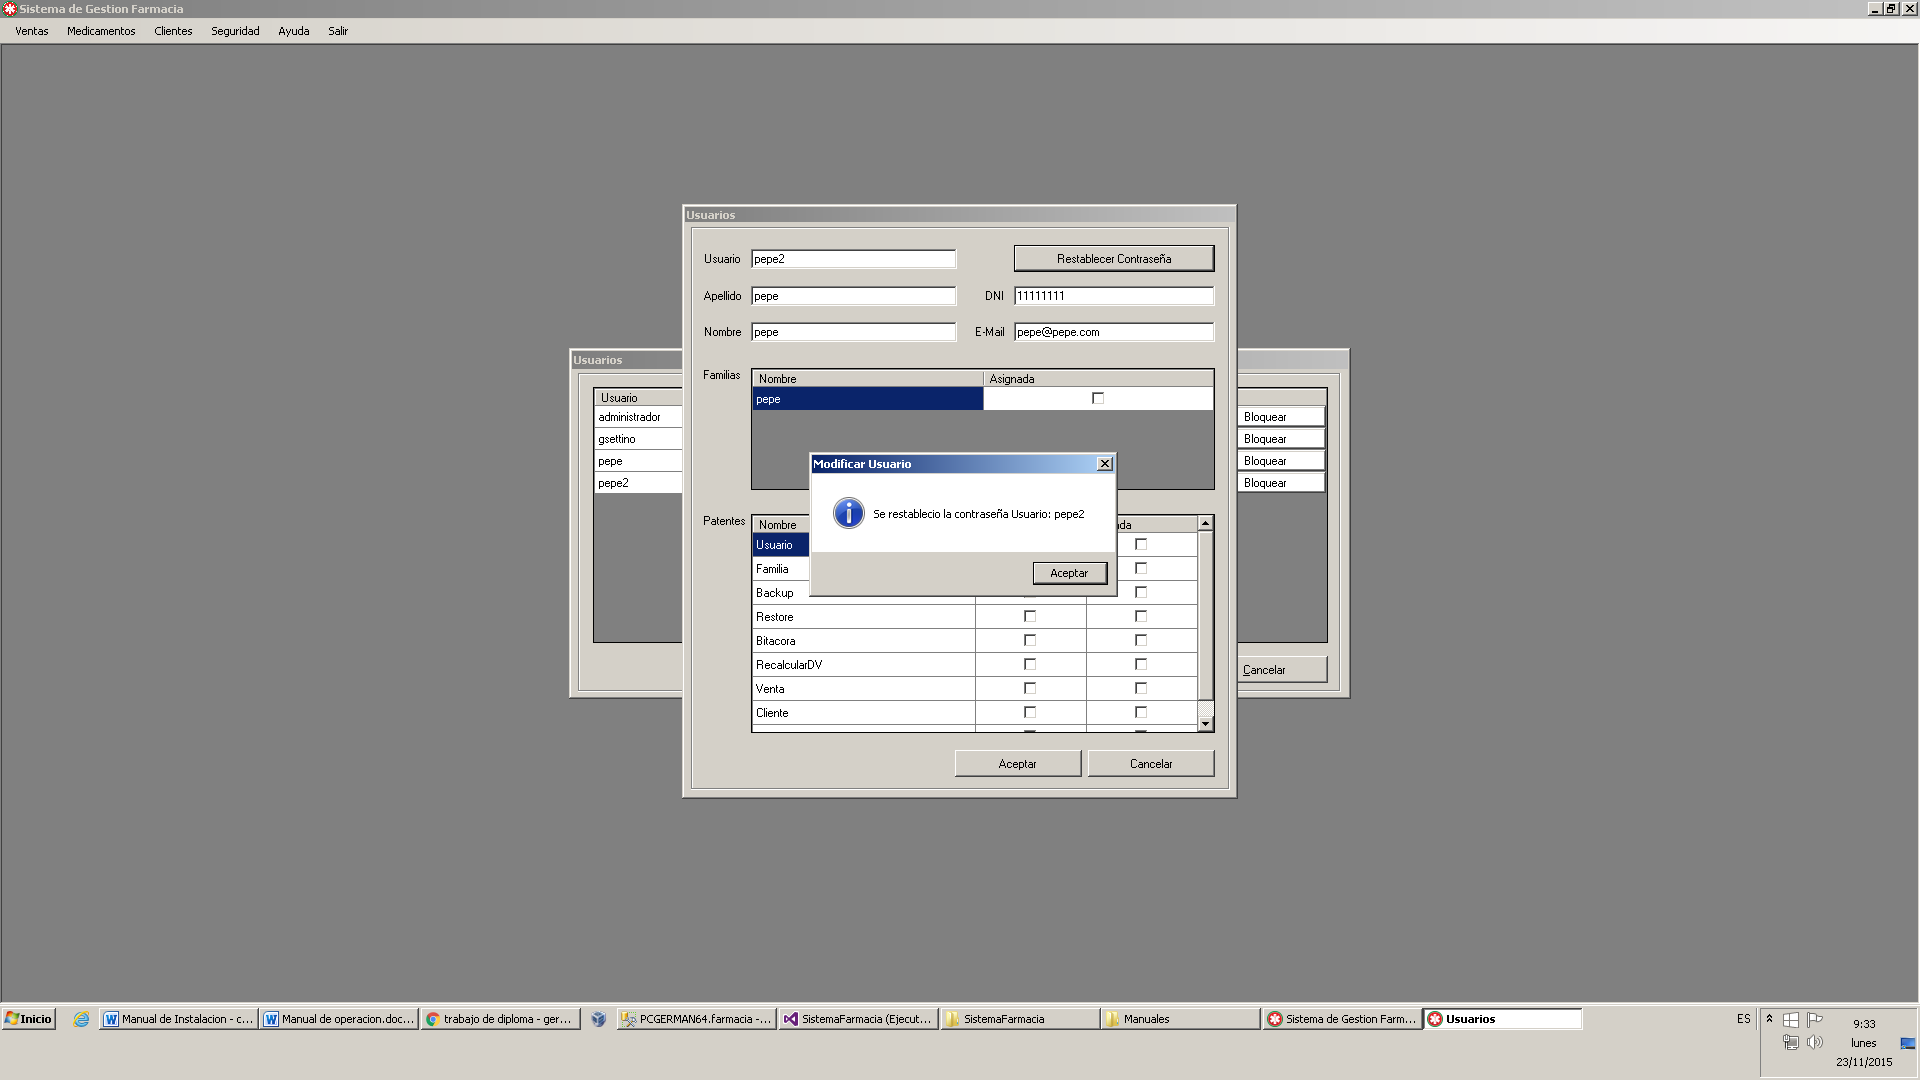 Sistema de Gestion Farmacia
Ventas Medicamentos Clientes Seguridad Ayuda Salir
Usuarios
Usuario pepe2 Restablecer Contraseña
Apellido pepe DNI 11111111
Nombre pepe E-Mail pepe@pepe.com
Familias Nombre Asignada
pepe
Usuarios
Usuario
administrador Bloquear
gsettino Bloquear
pepe Bloquear
pepe2 Bloquear
Cancelar
Modificar Usuario
Se restablecio la contraseña Usuario: pepe2
Aceptar
Patentes Nombre da
Usuario
Familia
Backup
Restore
Bitacora
RecalcularDV
Venta
Cliente
Aceptar Cancelar
Inicio Manual de Instalacion - c... Manual de operacion.doc... trabajo de diploma - ger... PCGERMAN64.farmacia -... SistemaFarmacia (Ejecut... SistemaFarmacia Manuales Sistema de Gestion Farm... Usuarios ES
9:33
lunes
23/11/2015